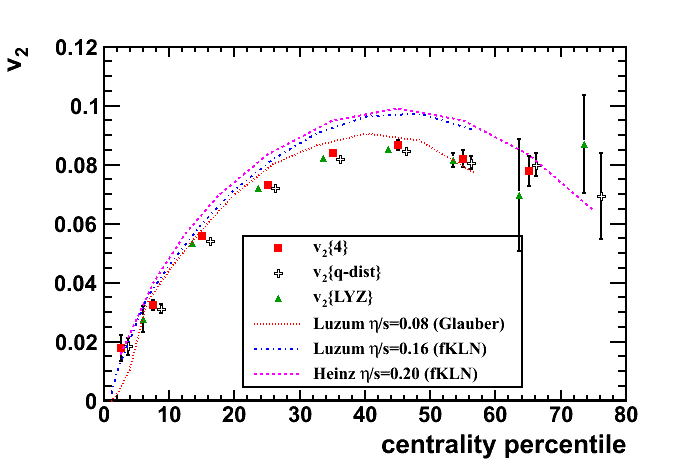 v2
0.12
0.1
0.08
0.06
0.04
0.02
0
v2{4}
v2{q-dist}
v2{LYZ}
Luzum η/s=0.08 (Glauber)
Luzum η/s=0.16 (fKLN)
Heinz η/s=0.20 (fKLN)
0 10 20 30 40 50 60 70 80
centrality percentile